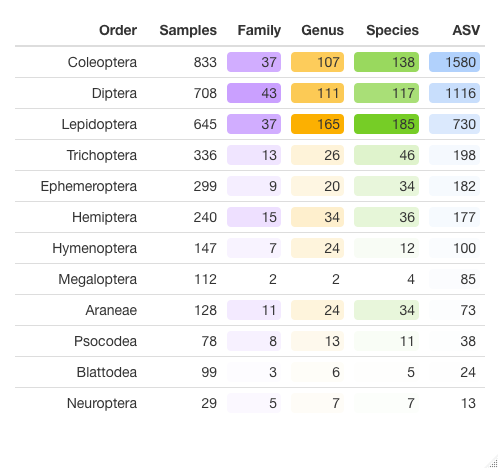 Order Samples Family Genus Species ASV
Coleoptera 833 37 107 138 1580
Diptera 708 43 111 117 1116
Lepidoptera 645 37 165 185 730
Trichoptera 336 13 26 46 198
Ephemeroptera 299 9 20 34 182
Hemiptera 240 15 34 36 177
Hymenoptera 147 7 24 12 100
Megaloptera 112 2 2 4 85
Araneae 128 11 24 34 73
Psocodea 78 8 13 11 38
Blattodea 99 3 6 5 24
Neuroptera 29 5 7 7 13